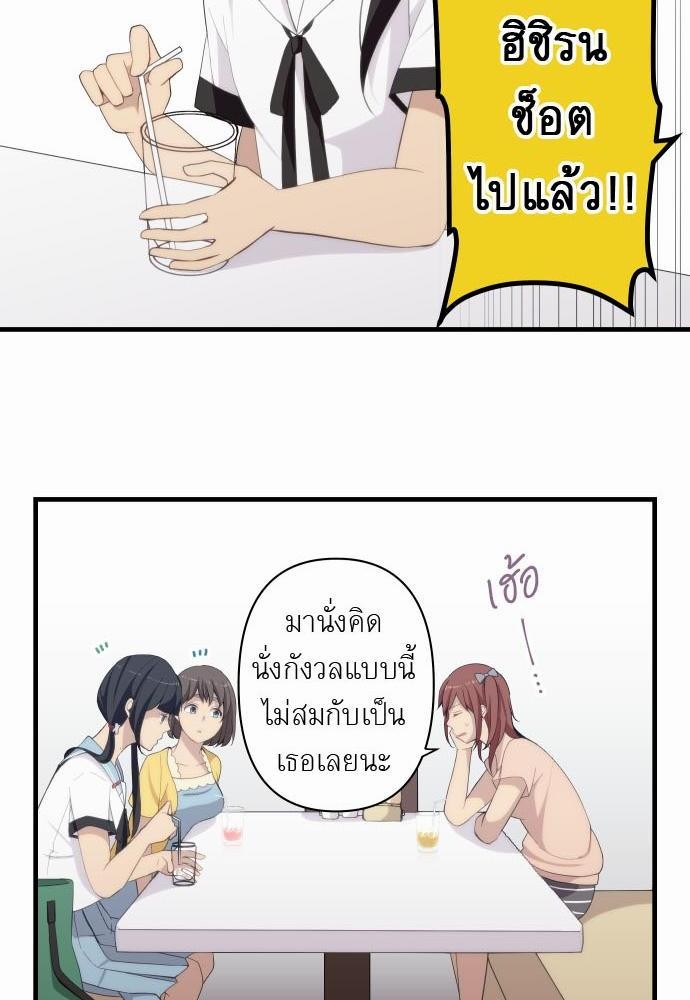 ฮิชิรน
ช็อต
ไปแล้ว!!
เฮ้อ
มานั่งคิด
นั่งกังวลแบบนี้
ไม่สมกับเป็น
เธอเลยนะ